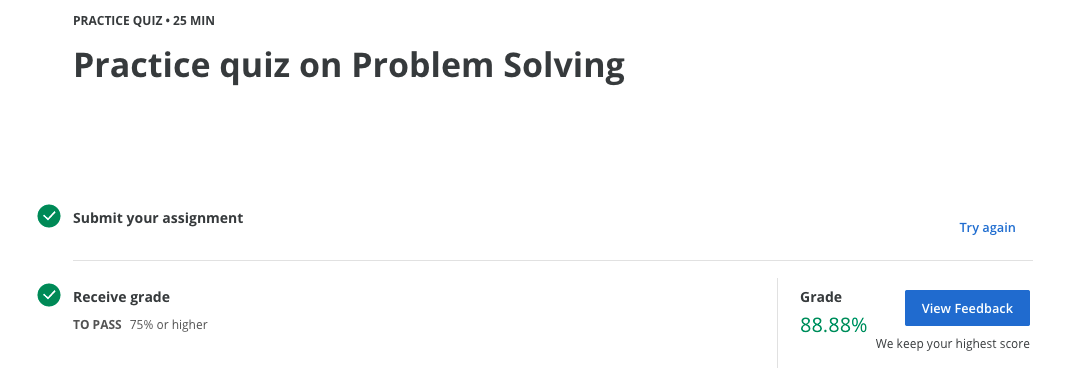 PRACTICE QUIZ • 25 MIN
Practice quiz on Problem Solving
Submit your assignment
Try again
Receive grade
TO PASS 75% or higher
Grade
88.88%
View Feedback
We keep your highest score